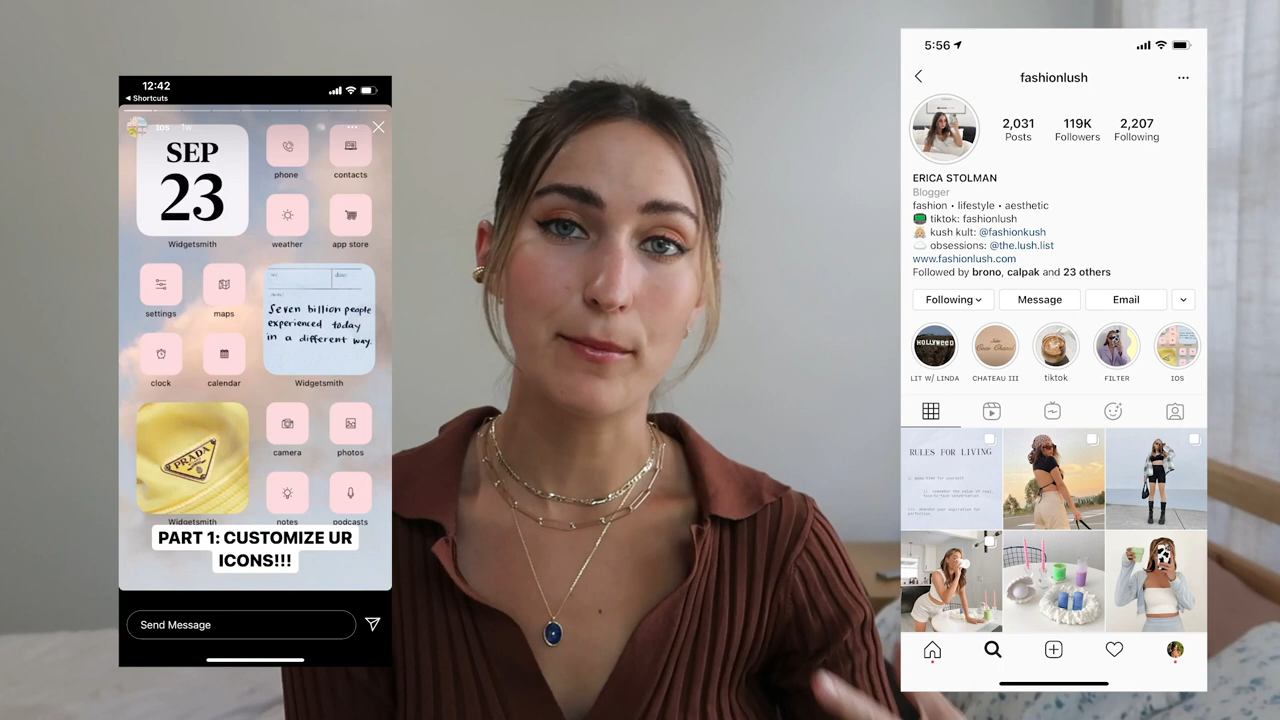 12:42
Shortcuts
IOS 1w
SEP
23
phone
contacts
Widgetsmith
weather
app store
settings
maps
Seven billion people
experienced today
in a different way.
clock
calendar
Widgetsmith
PRADA
camera
photos
Widgetsmith
notes
podcasts
PART 1: CUSTOMIZE UR
ICONS!!!
Send Message
5:56
fashionlush
2,031
119K
2,207
Posts
Followers
Following
ERICA STOLMAN
Blogger
fashion • lifestyle • aesthetic
tiktok: fashionlush
kush kult: @fashionkush
obsessions: @the.lush.list
www.fashionlush.com
Followed by brono, calpak and 23 others
Following
Message
Email
HOLLYWEED
LIT W/ LINDA
CHATEAU III
tiktok
FILTER
IOS
RULES FOR LIVING